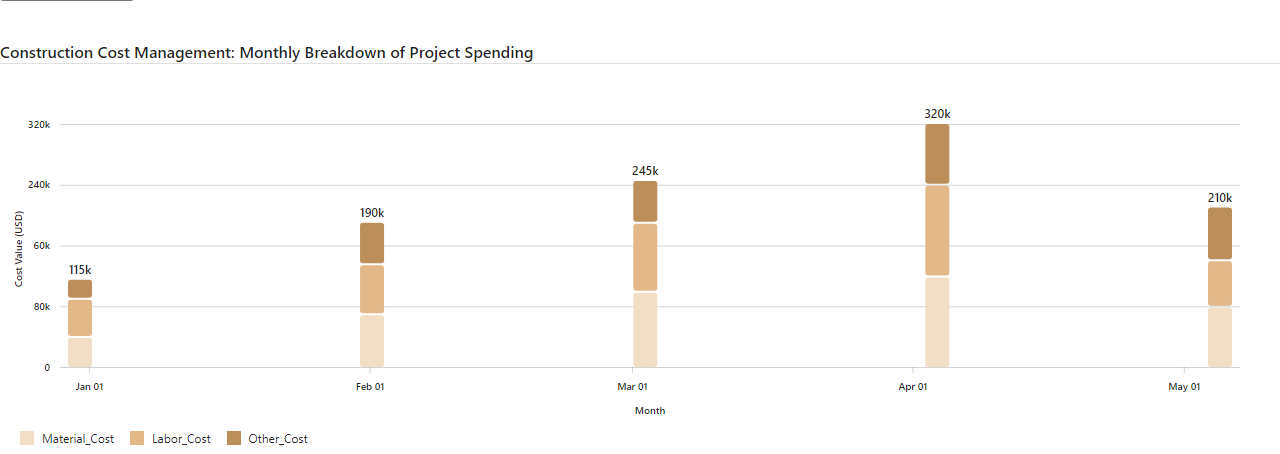 Construction Cost Management: Monthly Breakdown of Project Spending
320k
320k
245k
240k
210k
190k
Cost Value (USD)
60k
115k
80k
0
Jan 01
Feb 01
Mar 01
Apr 01
May 01
Month
Material_Cost
Labor_Cost
Other_Cost